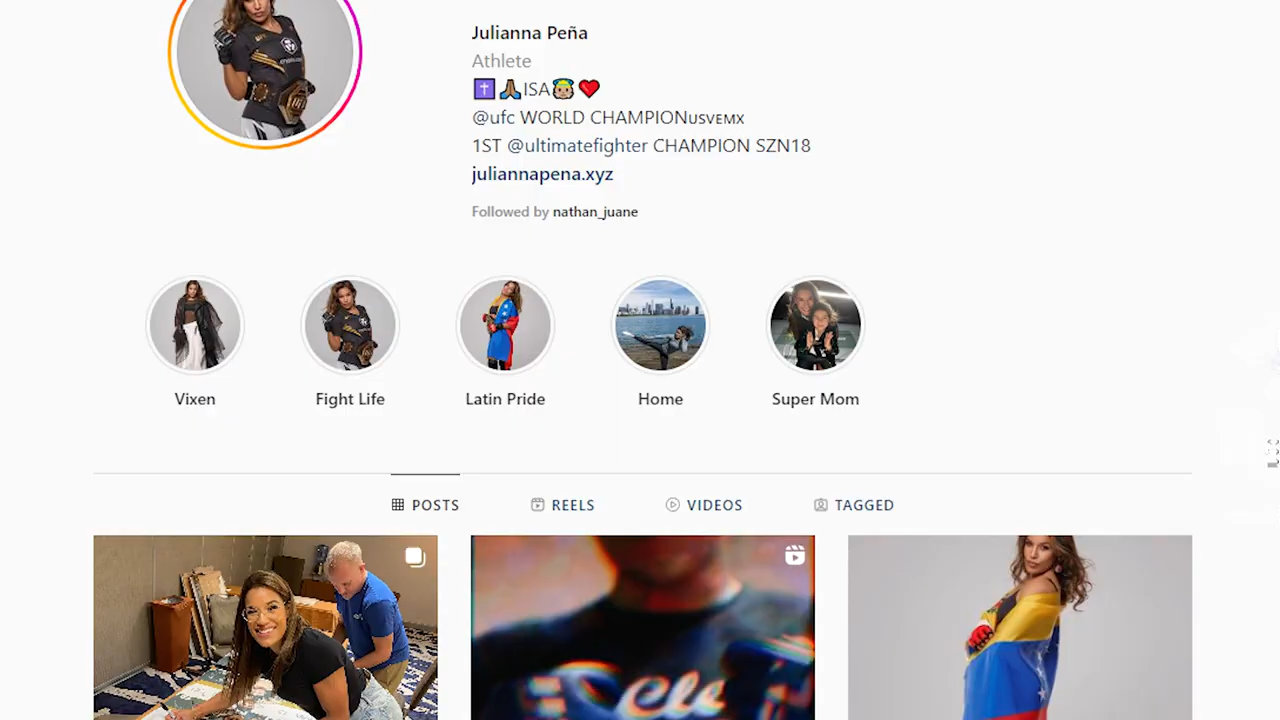 Julianna Peña
Athlete
✝️🙏🏽ISA👼🏼❤️
@ufc WORLD CHAMPIONᴜꜱᴠᴇᴍx
1ST @ultimatefighter CHAMPION SZN18
juliannapena.xyz
Followed by nathan_juane
Vixen
Fight Life
Latin Pride
Home
Super Mom
POSTS
REELS
VIDEOS
TAGGED